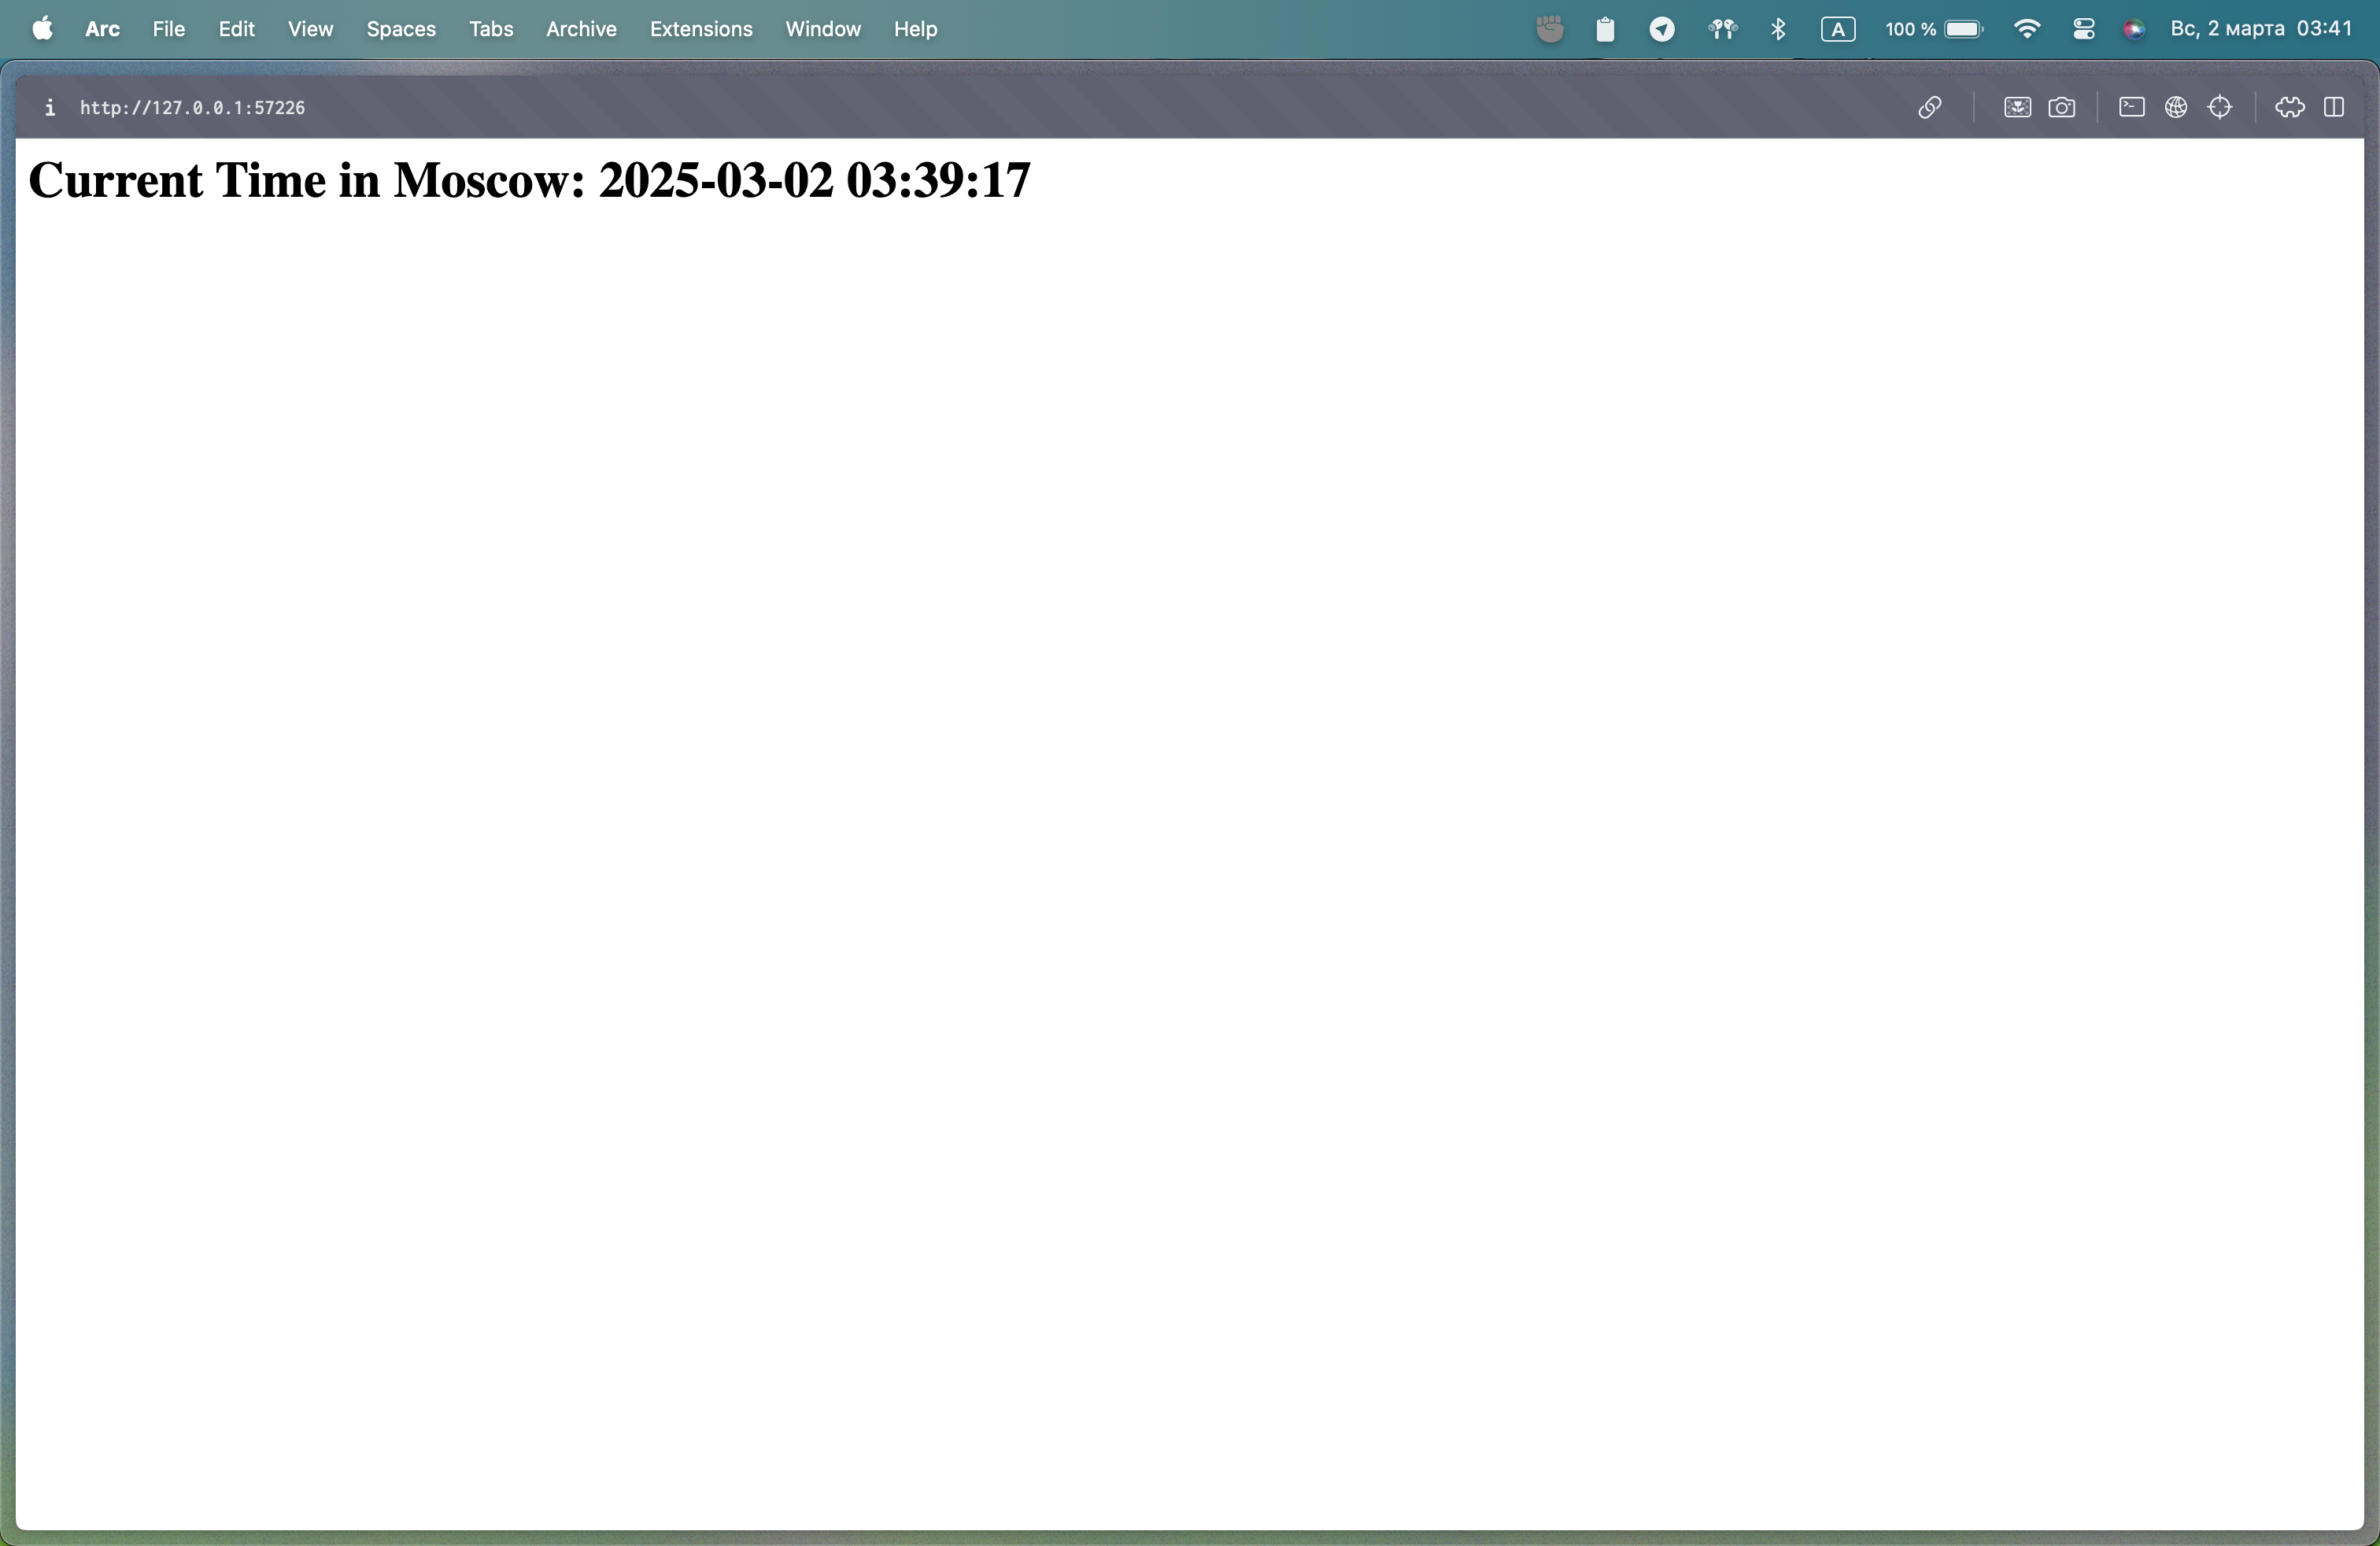 Arc File Edit View Spaces Tabs Archive Extensions Window Help A 100 % Вс, 2 марта 03:41
i http://127.0.0.1:57226
Current Time in Moscow: 2025-03-02 03:39:17